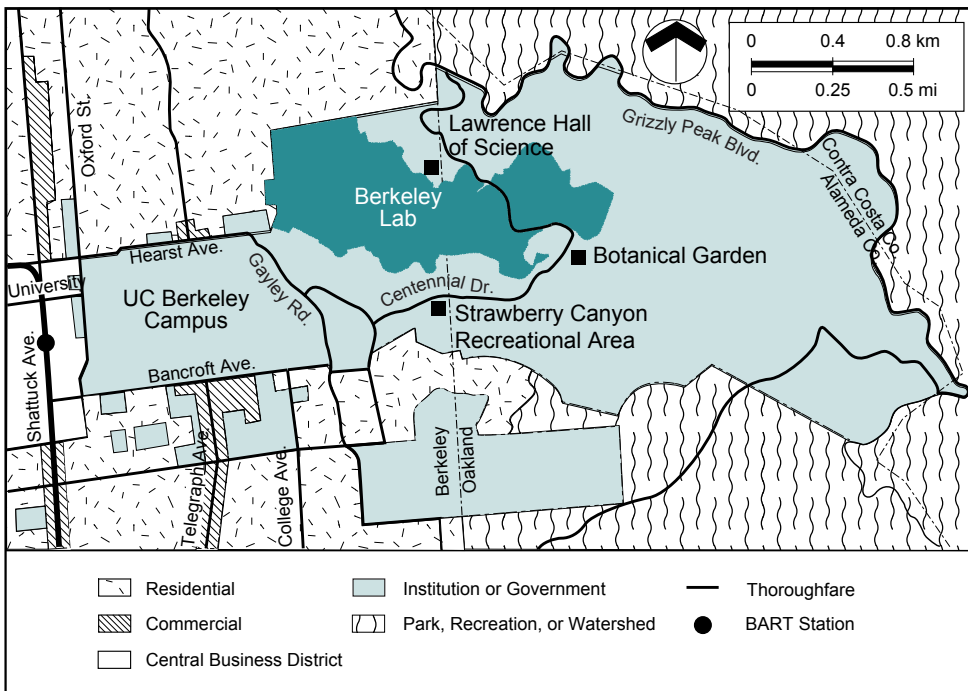 0 0.4 0.8 km
0 0.25 0.5 mi
Oxford St.
Lawrence Hall
of Science
Grizzly Peak Blvd.
Contra Costa Co.
Alameda Co.
Berkeley
Lab
Hearst Ave.
Botanical Garden
University
Gayley Rd.
Centennial Dr.
UC Berkeley
Campus
Strawberry Canyon
Recreational Area
Shattuck Ave.
Bancroft Ave.
Berkeley
Oakland
Telegraph Ave.
College Ave.
Residential
Institution or Government
Thoroughfare
Commercial
Park, Recreation, or Watershed
BART Station
Central Business District